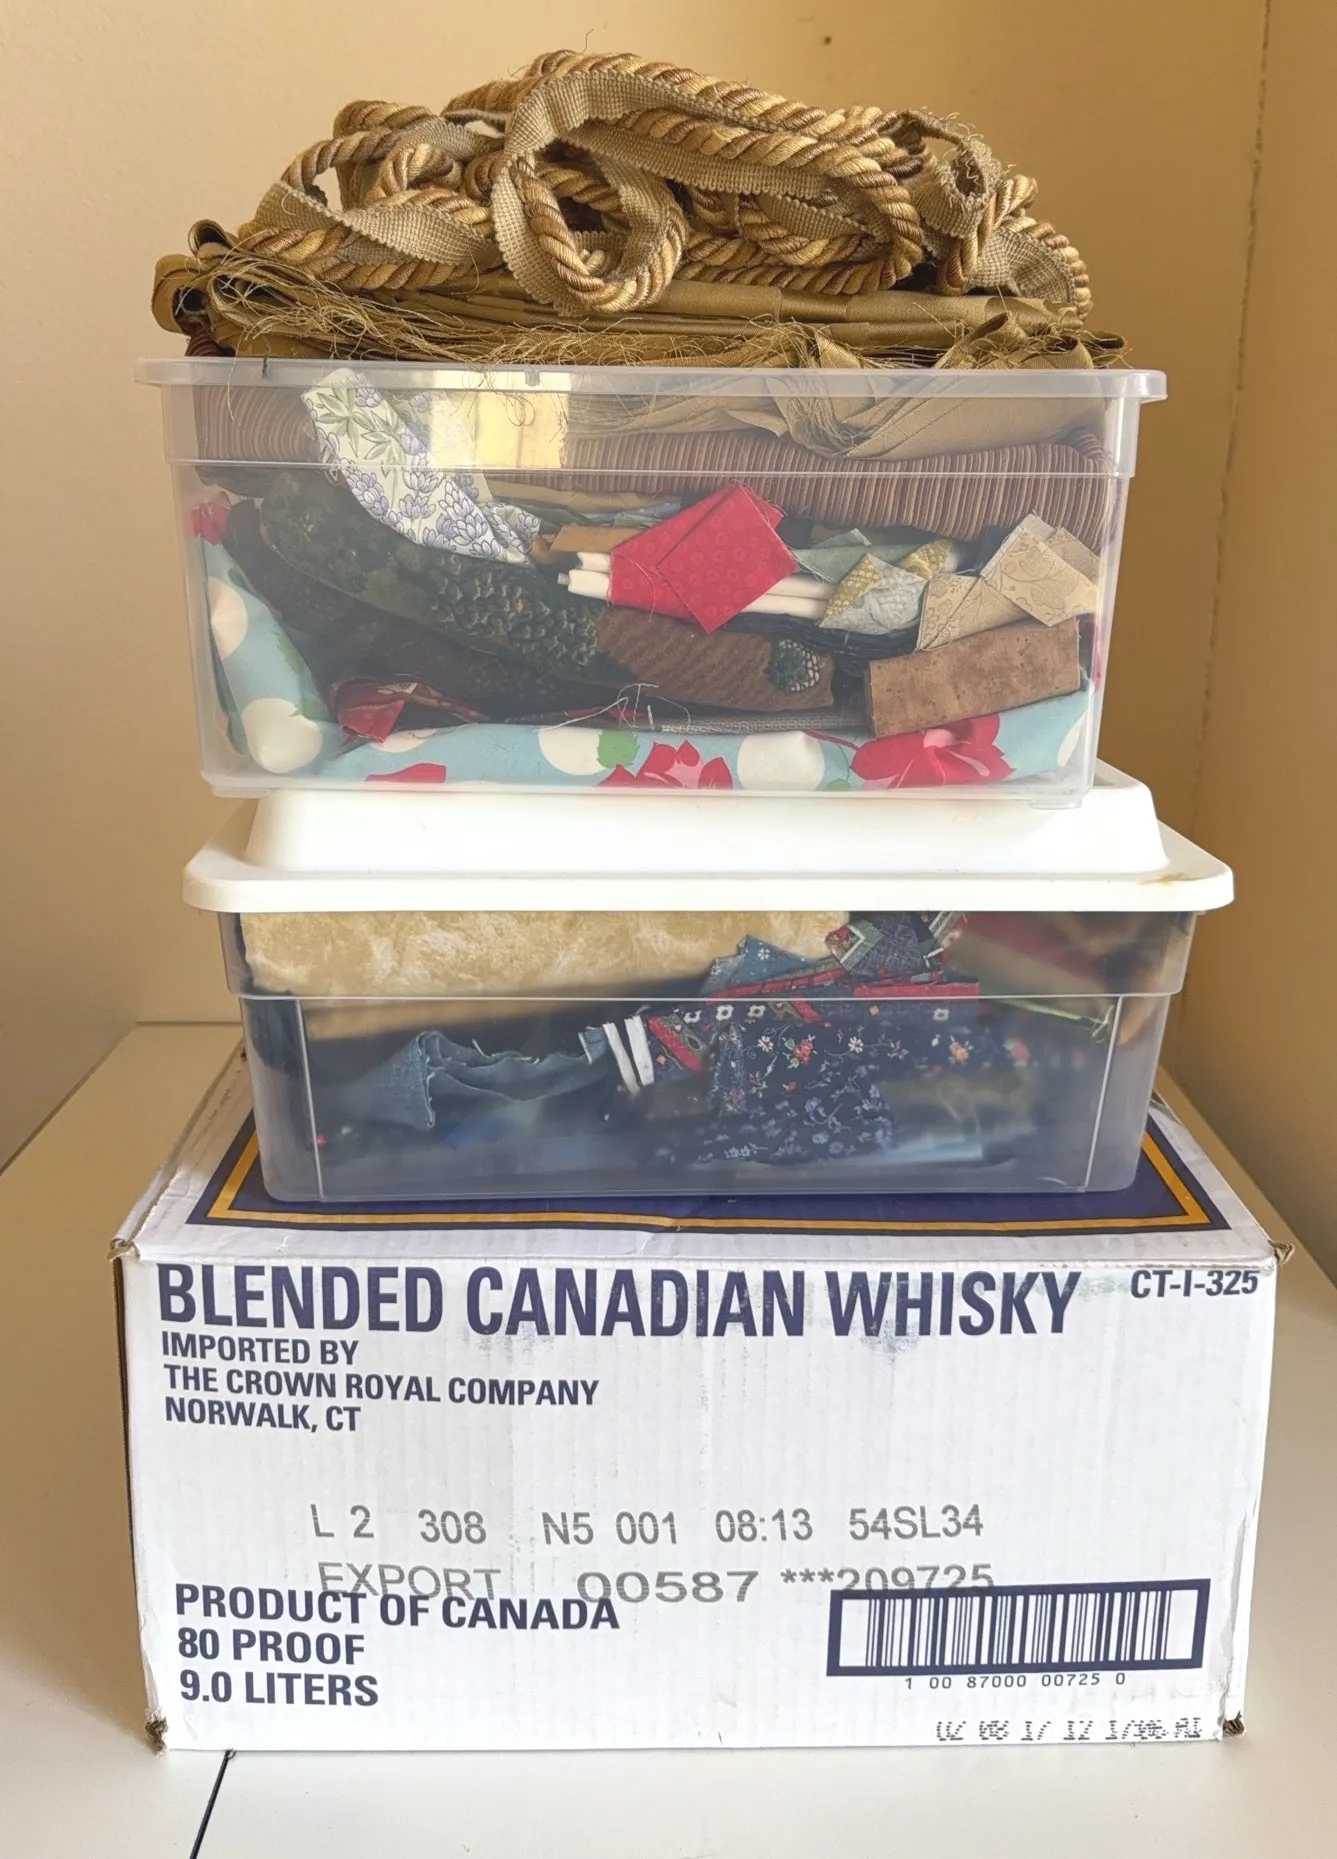 BLENDED CANADIAN WHISKY
CT-I-325
IMPORTED BY
THE CROWN ROYAL COMPANY
NORWALK, CT
L 2 308 N5 001 08:13 54SL34
EXPORT 00587 ***209725
PRODUCT OF CANADA
80 PROOF
9.0 LITERS
1 00 87000 00725 0